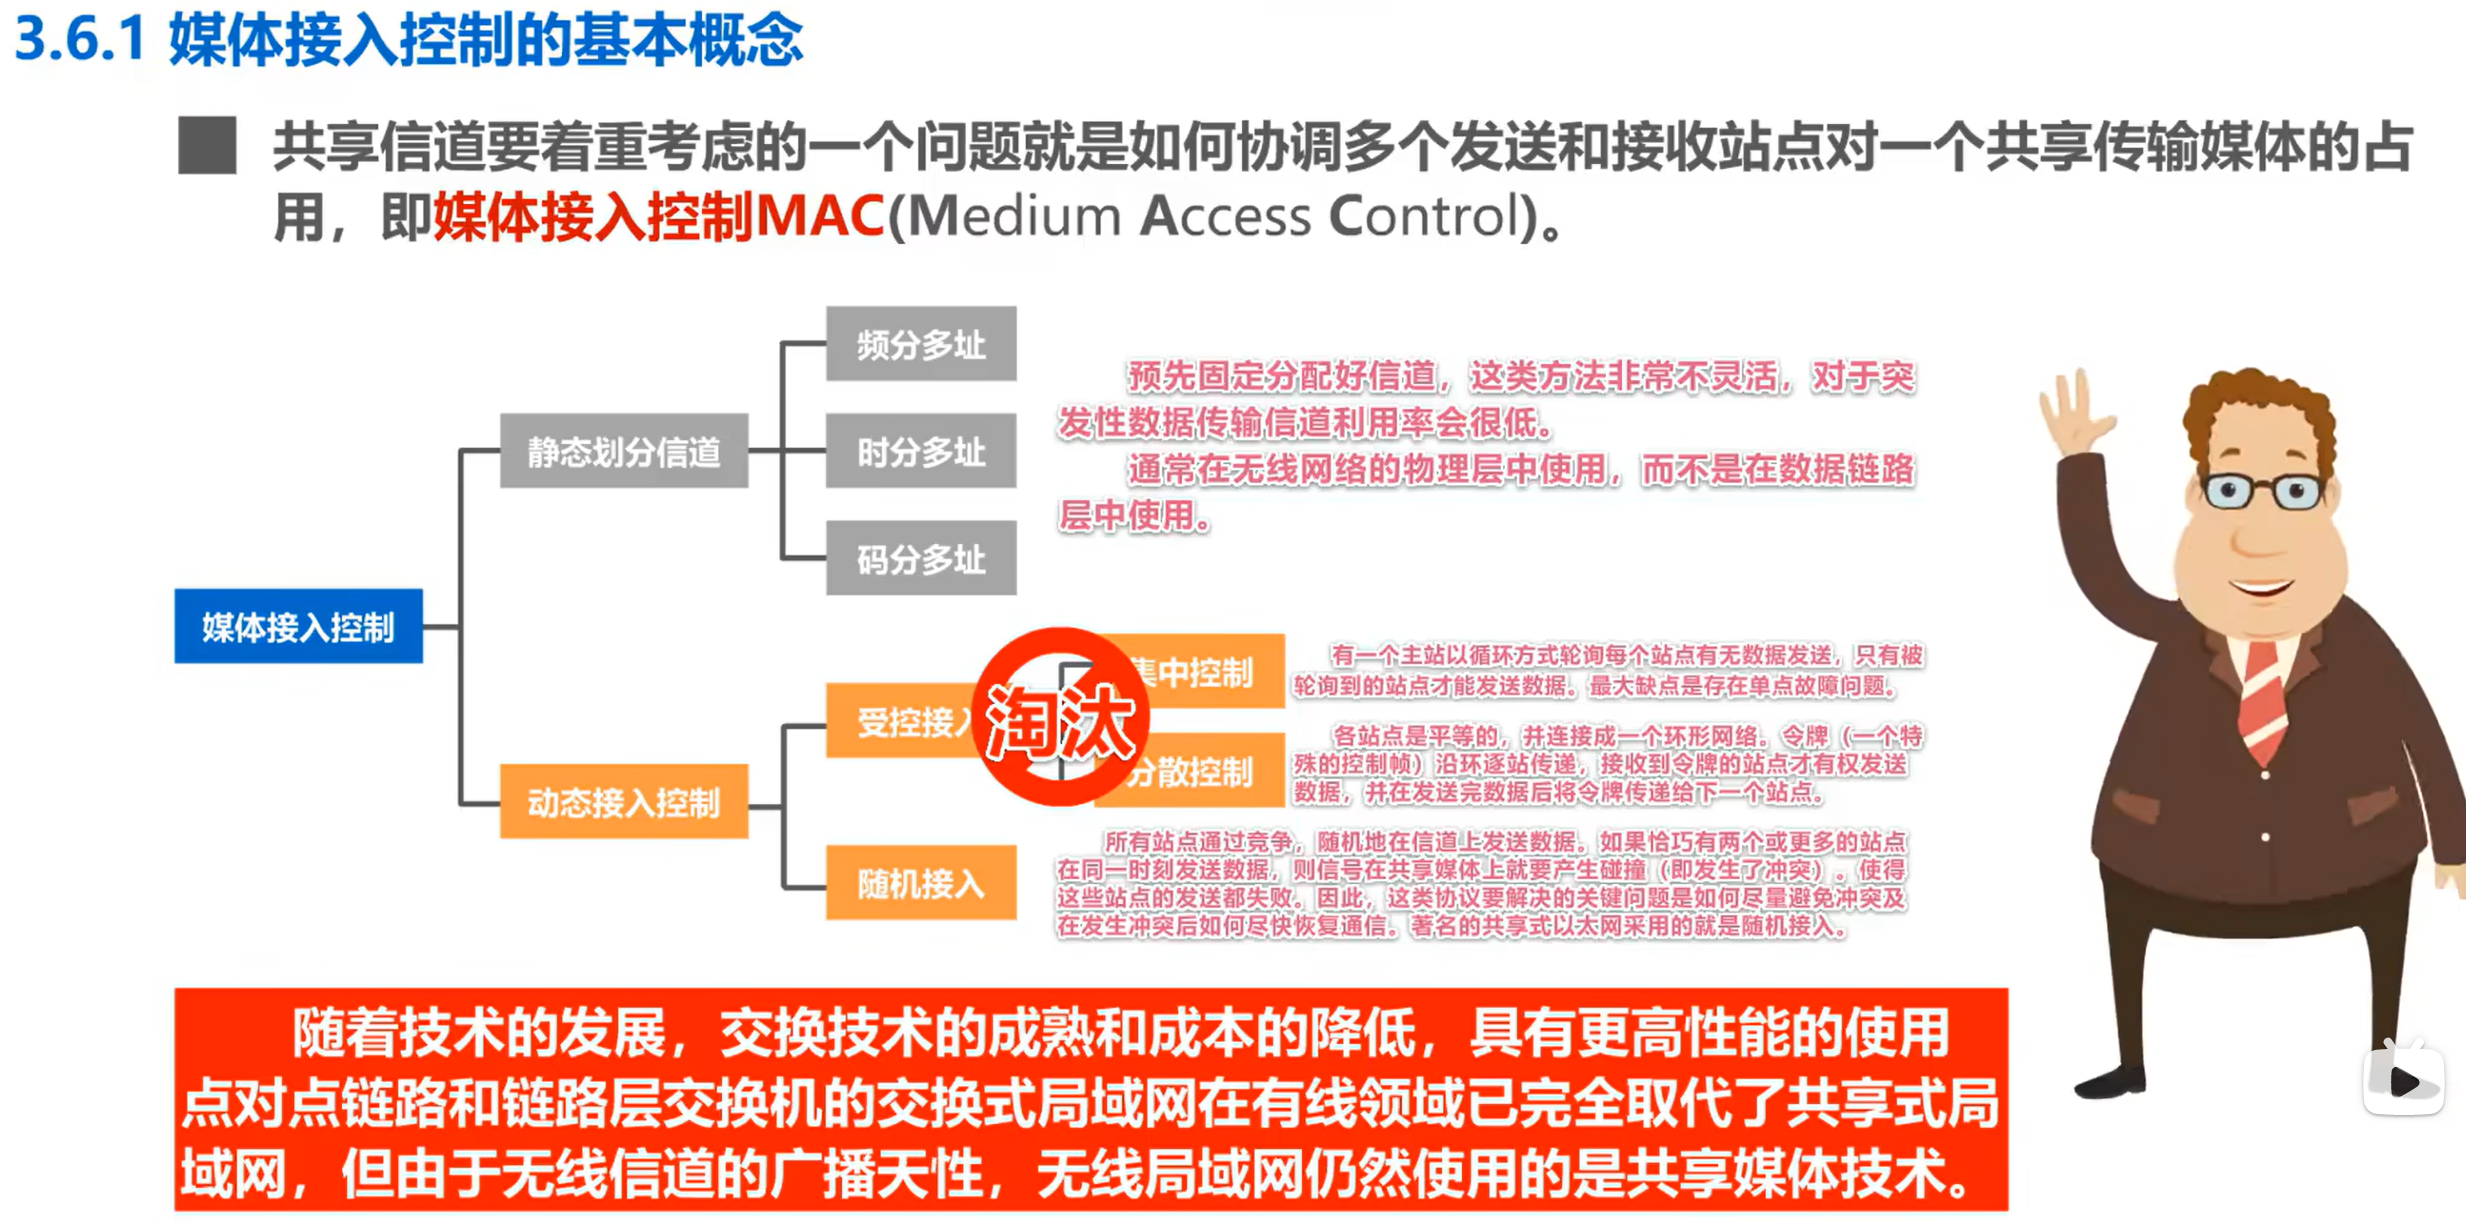 3.6.1 媒体接入控制的基本概念
共享信道要着重考虑的一个问题就是如何协调多个发送和接收站点对一个共享传输媒体的占
用，即媒体接入控制MAC(Medium Access Control)。
频分多址
静态划分信道
时分多址
码分多址
预先固定分配好信道，这类方法非常不灵活，对于突
发性数据传输信道利用率会很低。
通常在无线网络的物理层中使用，而不是在数据链路
层中使用。
媒体接入控制
动态接入控制
受控接入
淘汰
集中控制
有一个主站以循环方式轮询每个站点有无数据发送，只有被
轮询到的站点才能发送数据。最大缺点是存在单点故障问题。
分散控制
各站点是平等的，并连接成一个环形网络。令牌（一个特
殊的控制帧）沿环逐站传递，接收到令牌的站点才有权发送
数据，并在发送完数据后将令牌传递给下一个站点。
随机接入
所有站点通过竞争，随机地在信道上发送数据。如果恰巧有两个或更多的站点
在同一时刻发送数据，则信号在共享媒体上就要产生碰撞（即发生了冲突）。使得
这些站点的发送都失败。因此，这类协议要解决的关键问题是如何尽量避免冲突及
在发生冲突后如何尽快恢复通信。著名的共享式以太网采用的就是随机接入。
随着技术的发展，交换技术的成熟和成本的降低，具有更高性能的使用
点对点链路和链路层交换机的交换式局域网在有线领域已完全取代了共享式局
域网，但由于无线信道的广播天性，无线局域网仍然使用的是共享媒体技术。